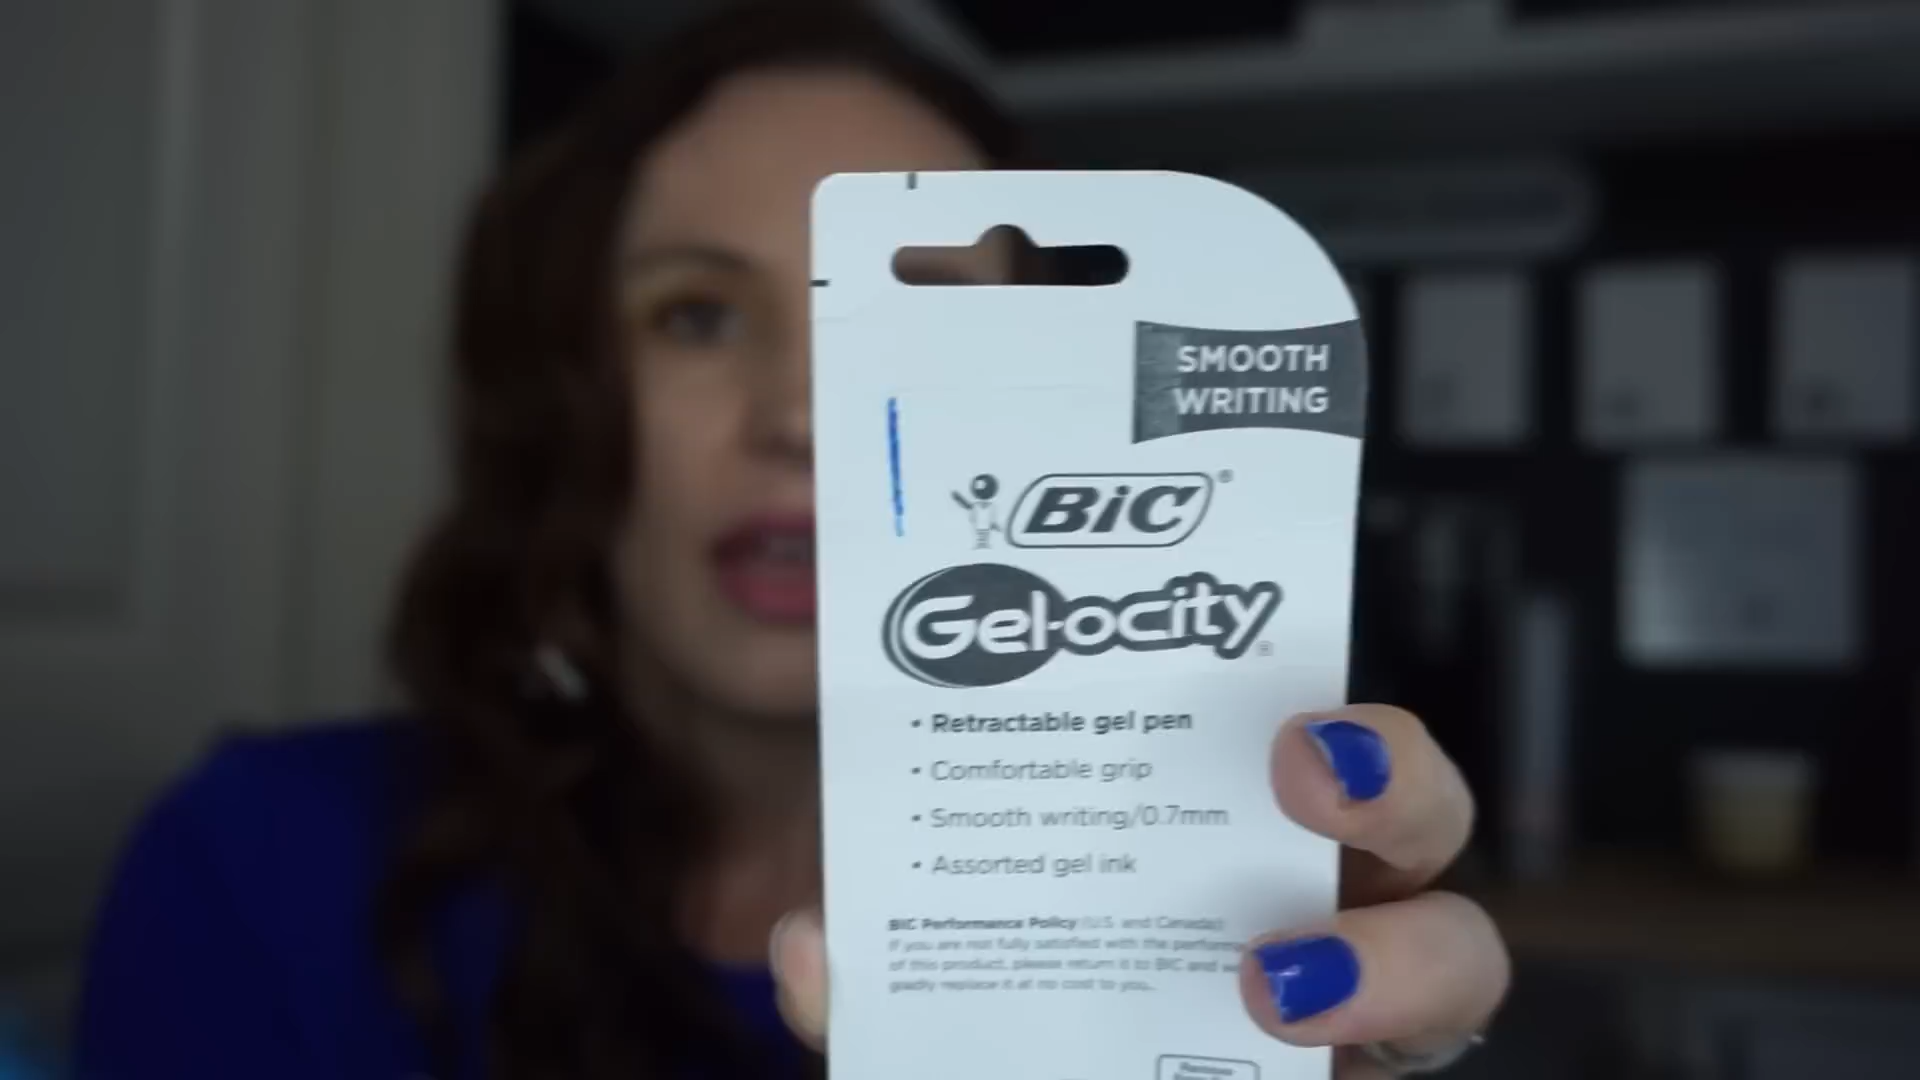 SMOOTH
WRITING
BiC®
Gel-ocity®
• Retractable gel pen
• Comfortable grip
• Smooth writing/0.7mm
• Assorted gel ink
BIC Performance Policy (U.S. and Canada):
If you are not fully satisfied with the
of this product, please return it to BIC and
gladly replace it at no cost to you.